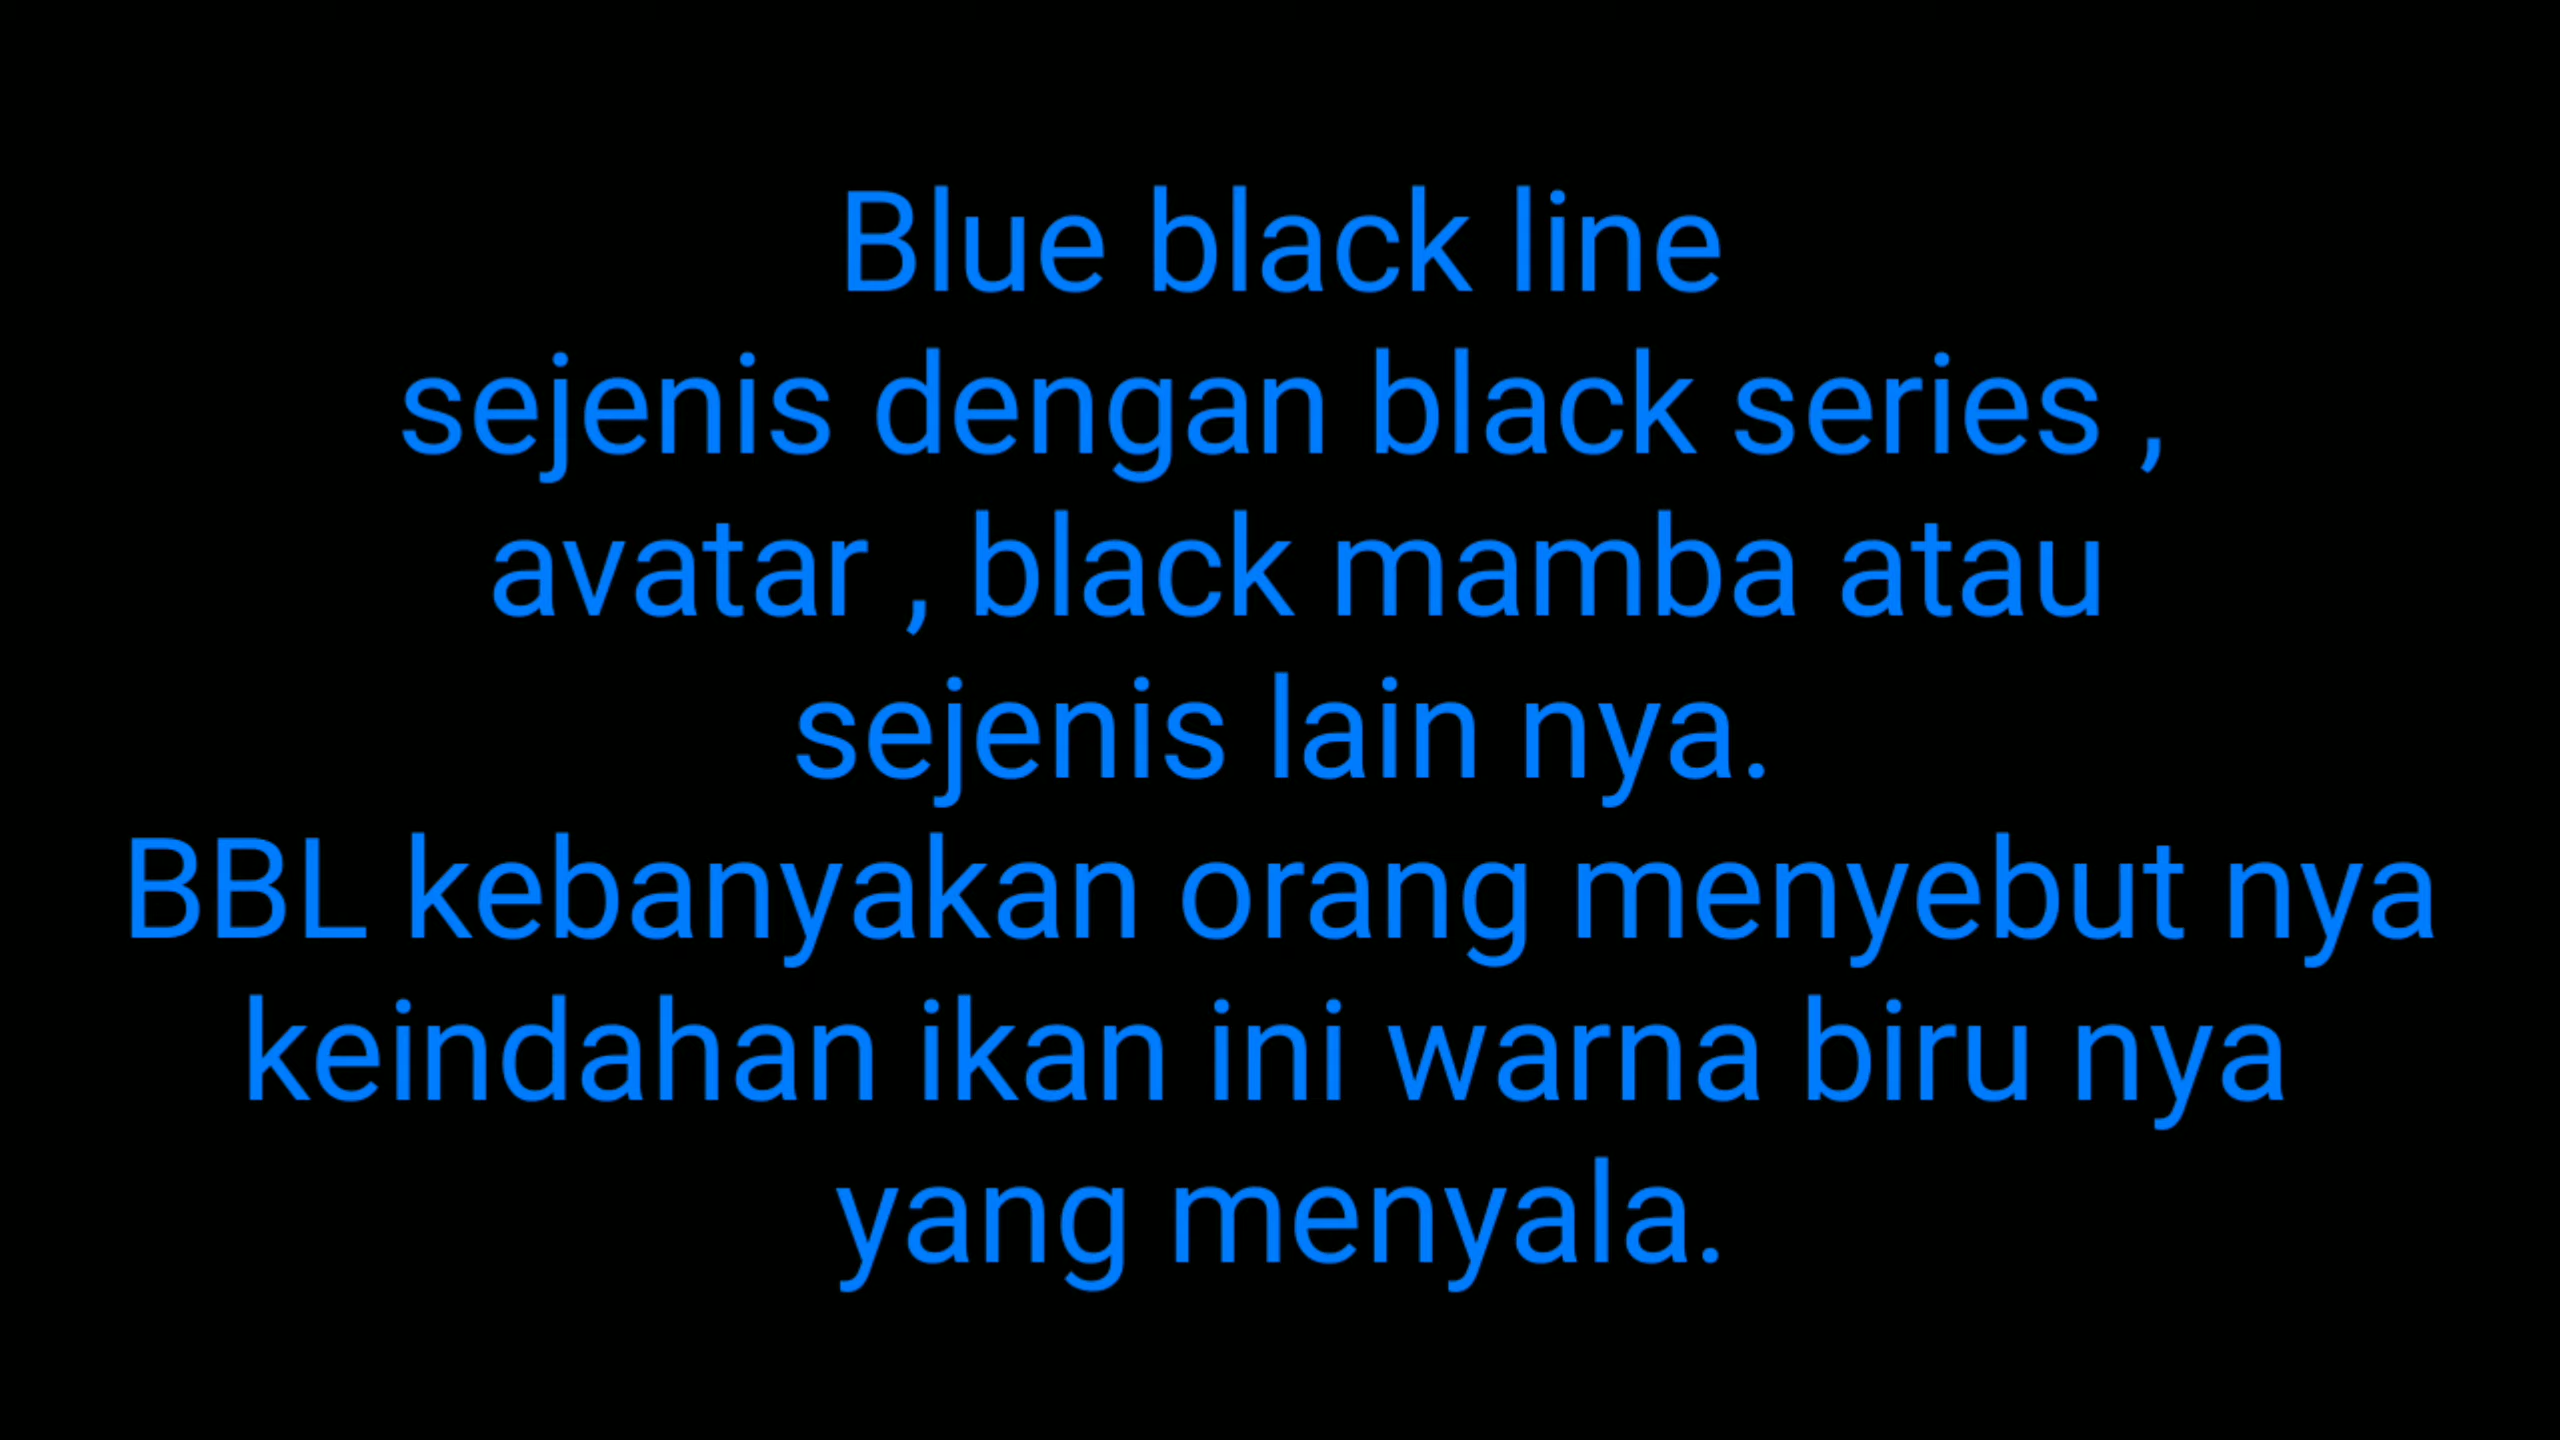 Blue black line
sejenis dengan black series ,
avatar , black mamba atau
sejenis lain nya.
BBL kebanyakan orang menyebut nya
keindahan ikan ini warna biru nya
yang menyala.